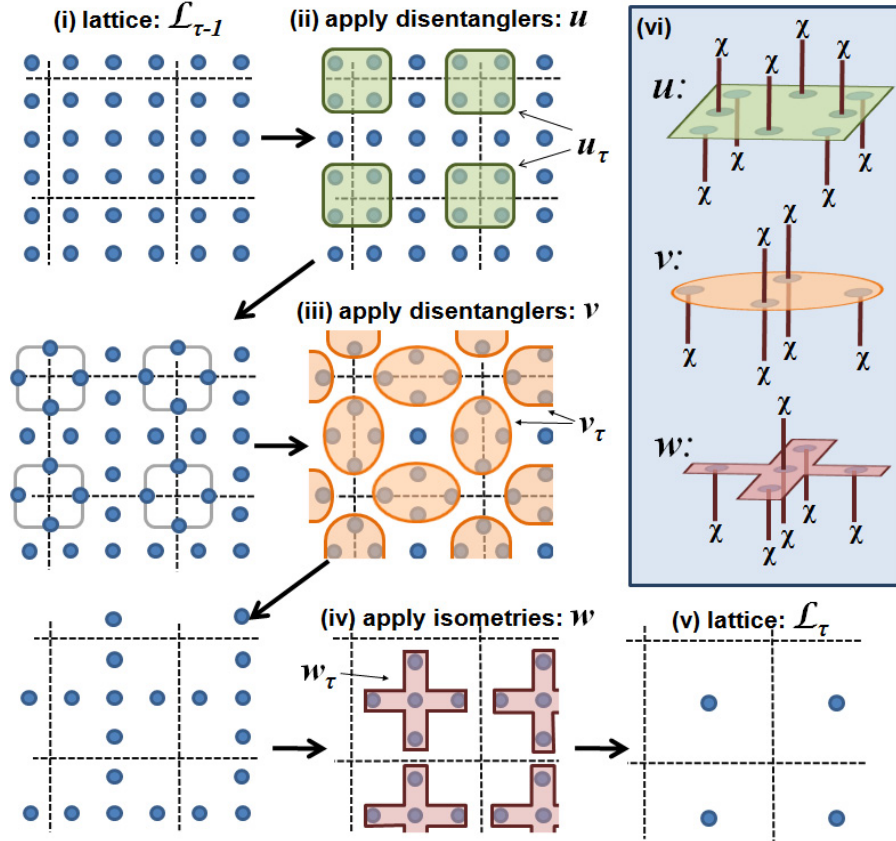 (i) lattice: ℒτ-1
(ii) apply disentanglers: u
uτ
(iii) apply disentanglers: v
vτ
(iv) apply isometries: w
wτ
(v) lattice: ℒτ
(vi)
u:
χ χ χ χ
χ χ χ χ
v:
χ χ
χ χ χ χ
w:
χ
χ χ χ χ χ